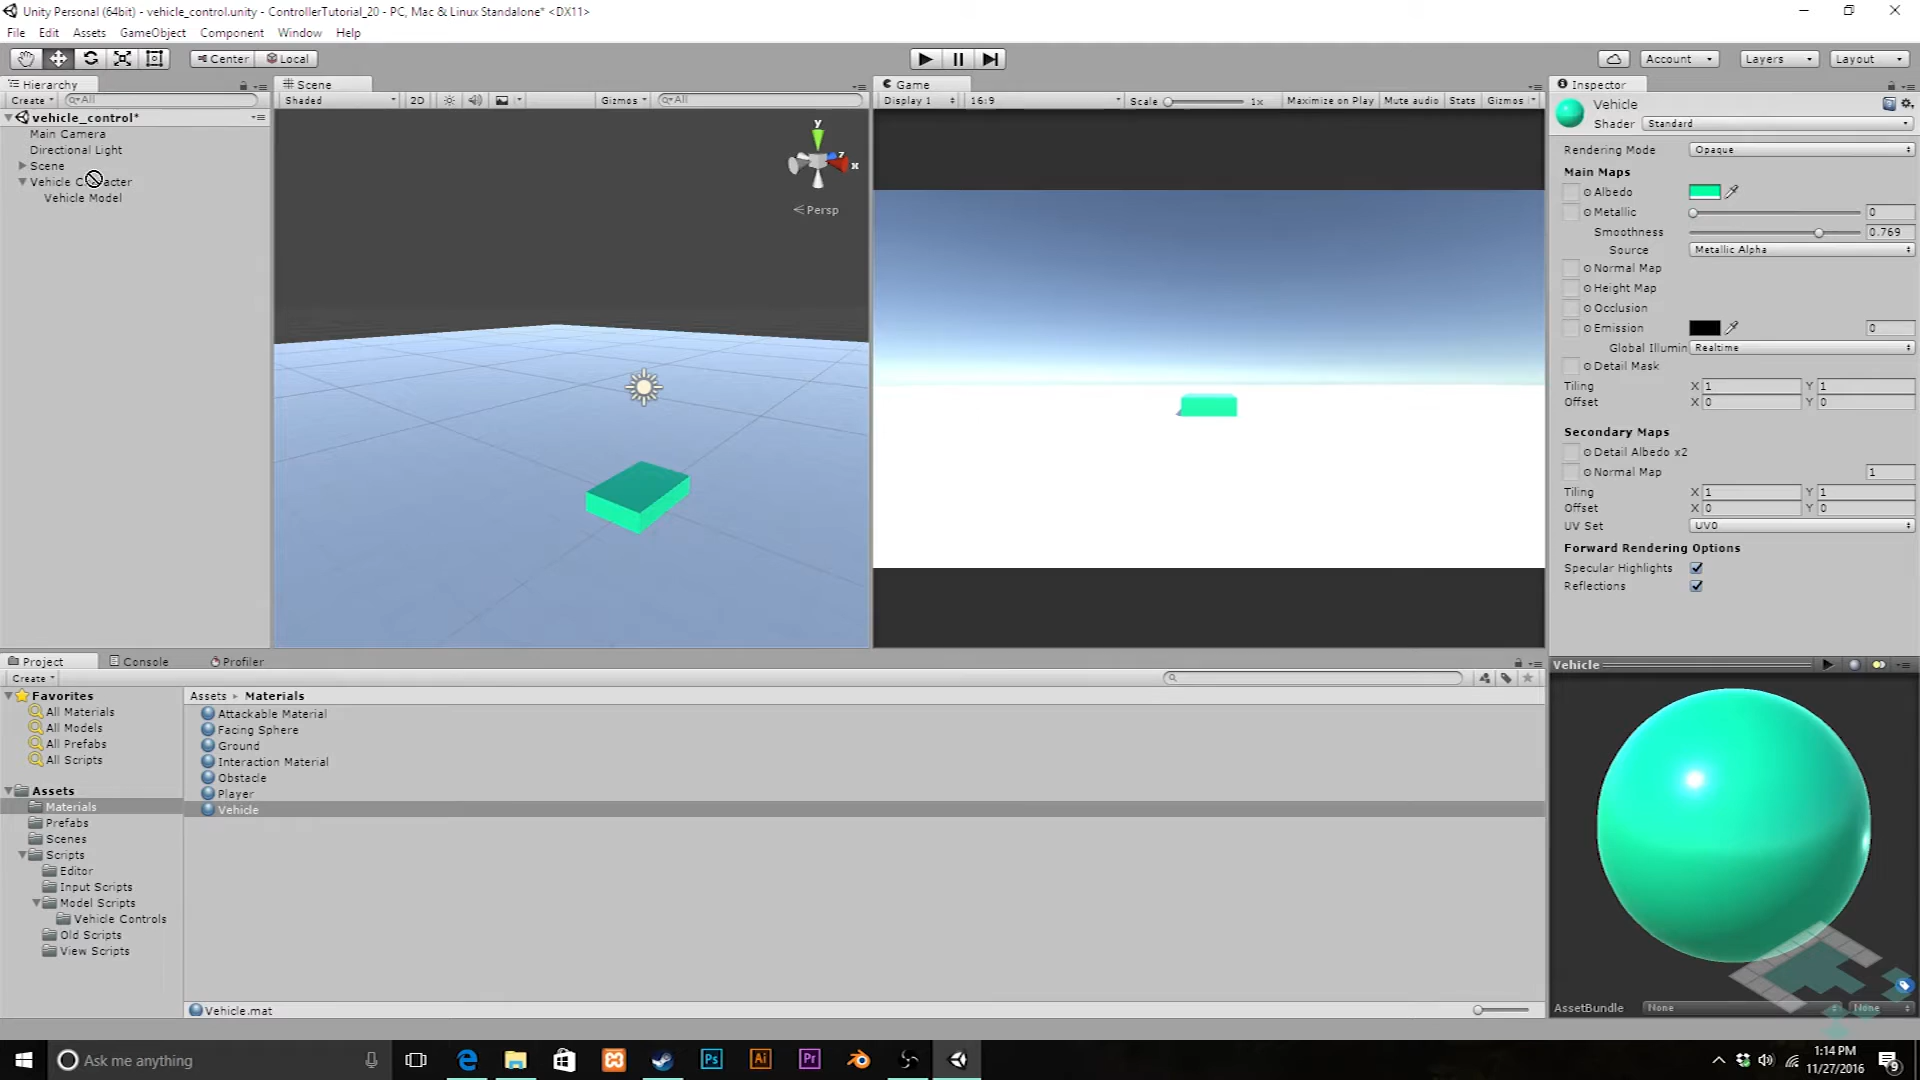 Unity Personal (64bit) - vehicle_control.unity - ControllerTutorial_20 - PC, Mac & Linux Standalone* <DX11>
File Edit Assets GameObject Component Window Help
Center Local Account Layers Layout
Hierarchy Scene Game Inspector
Create All Shaded 2D Gizmos All Display 1 16:9 Scale 1x Maximize on Play Mute audio Stats Gizmos
vehicle_control*
Main Camera
Directional Light
Scene
Vehicle
Vehicle Model
y
z
x
Persp
Vehicle
Shader Standard
Rendering Mode Opaque
Main Maps
Albedo
Metallic 0
Smoothness 0.769
Source Metallic Alpha
Normal Map
Height Map
Occlusion
Emission 0
Global Illumin Realtime
Detail Mask
Tiling X 1 Y 1
Offset X 0 Y 0
Secondary Maps
Detail Albedo x2
Normal Map 1
Tiling X 1 Y 1
Offset X 0 Y 0
UV Set UV0
Forward Rendering Options
Specular Highlights
Reflections
Project Console Profiler
Create
Favorites
All Materials
All Models
All Prefabs
All Scripts
Assets
Materials
Prefabs
Scenes
Scripts
Editor
Input Scripts
Model Scripts
Vehicle Controls
Old Scripts
View Scripts
Assets Materials
Attackable Material
Facing Sphere
Ground
Interaction Material
Obstacle
Player
Vehicle
Vehicle.mat
Vehicle
AssetBundle None None
Ask me anything
Ps Ai Pr
1:14 PM
11/27/2016
9